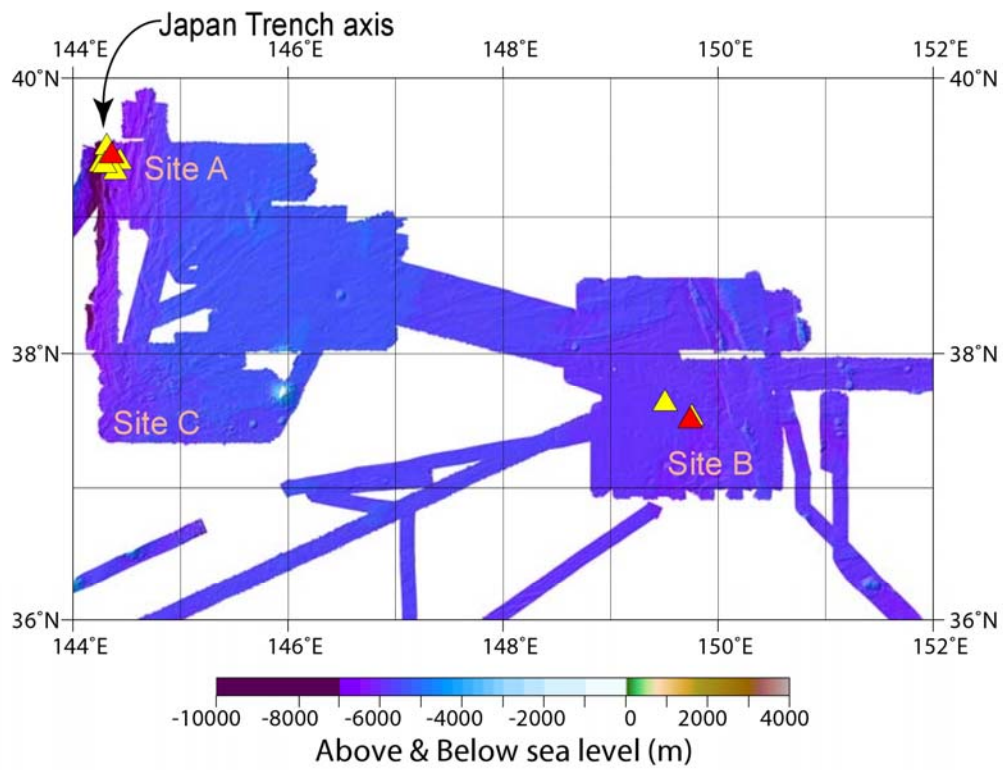 Japan Trench axis
144˚E 146˚E 148˚E 150˚E 152˚E
40˚N 40˚N
Site A
38˚N 38˚N
Site C
Site B
36˚N 36˚N
144˚E 146˚E 148˚E 150˚E 152˚E
-10000 -8000 -6000 -4000 -2000 0 2000 4000
Above & Below sea level (m)